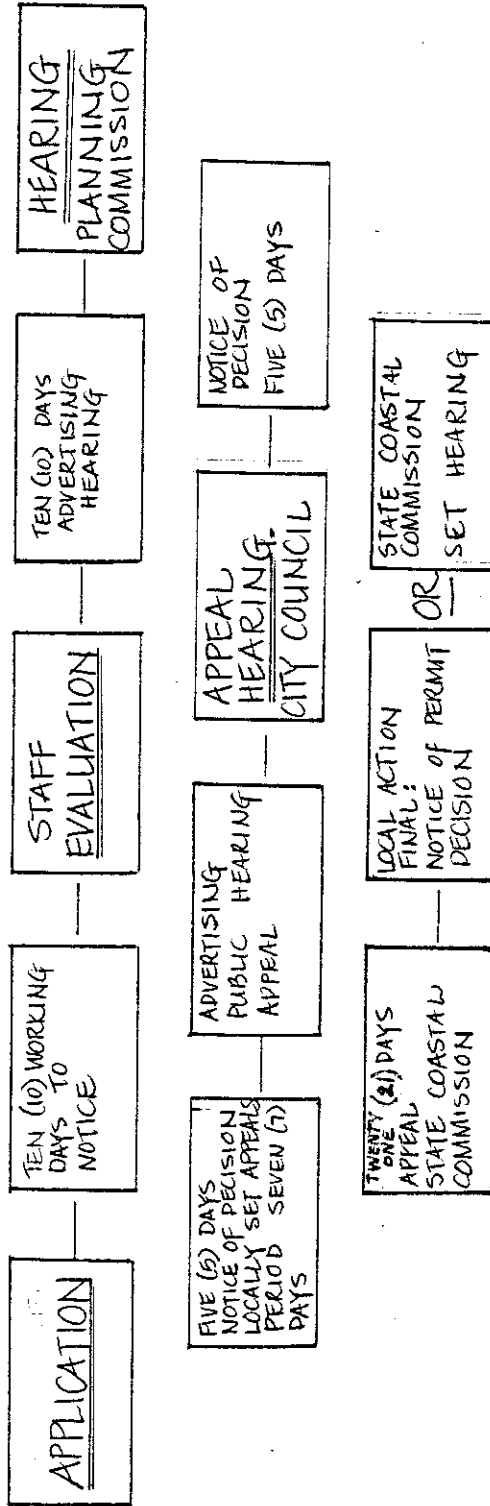 APPLICATION
TEN (10) WORKING
DAYS TO
NOTICE
STAFF
EVALUATION
TEN (10) DAYS
ADVERTISING
HEARING
HEARING
PLANNING
COMMISSION
FIVE (5) DAYS
NOTICE OF DECISION
LOCALLY SET APPEALS
PERIOD SEVEN (7)
DAYS
ADVERTISING
PUBLIC HEARING
APPEAL
APPEAL
HEARING.
CITY COUNCIL
NOTICE OF
DECISION
FIVE (5) DAYS
TWENTY
ONE (21) DAYS
APPEAL
STATE COASTAL
COMMISSION
LOCAL ACTION
FINAL:
NOTICE OF PERMIT
DECISION
OR
STATE COASTAL
COMMISSION
SET HEARING